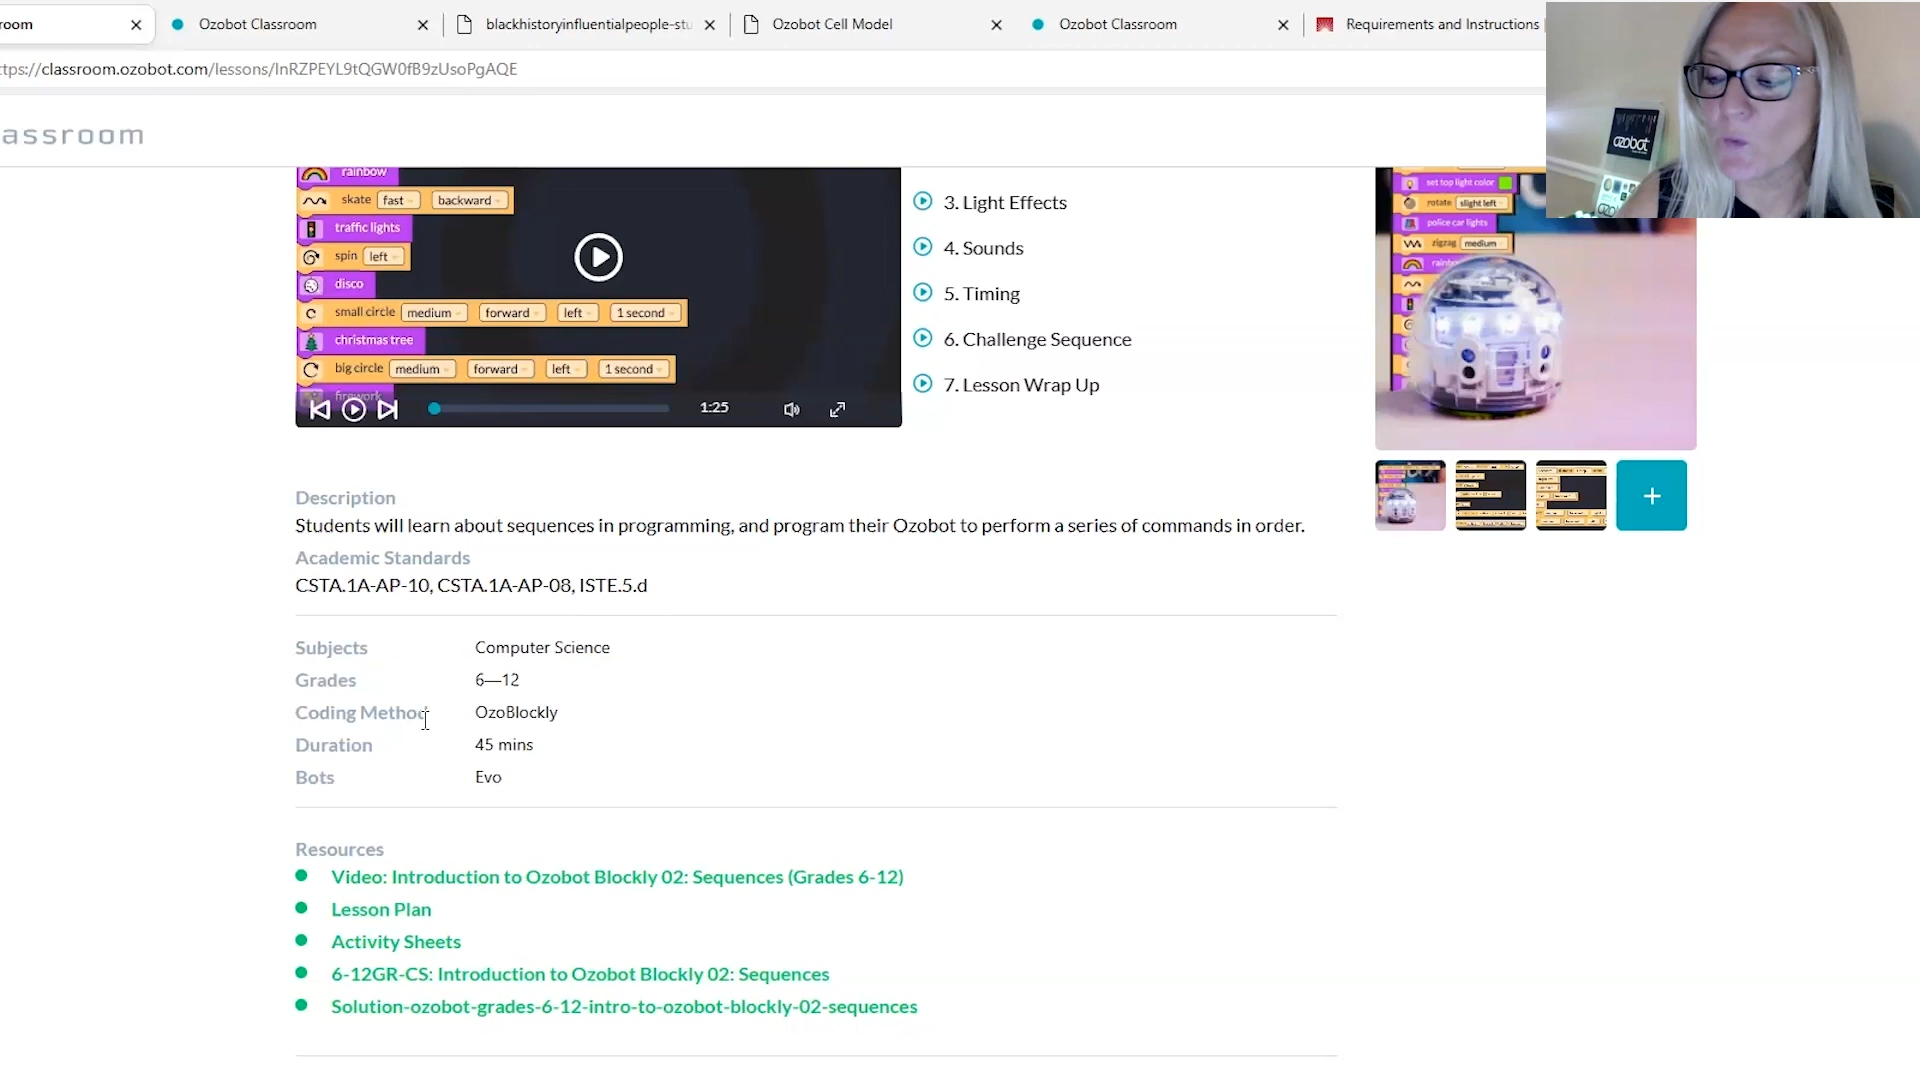 room
Ozobot Classroom
blackhistoryinfluentialpeople-stu
Ozobot Cell Model
Ozobot Classroom
Requirements and Instructions
ttps://classroom.ozobot.com/lessons/lnRZPEYL9tQGW0fB9zUsoPgAQE
assroom
ozobot
rainbow
skate fast backward
traffic lights
spin left
disco
small circle medium forward left 1 second
christmas tree
big circle medium forward left 1 second
firework
1:25
3. Light Effects
4. Sounds
5. Timing
6. Challenge Sequence
7. Lesson Wrap Up
set top light color
rotate slight left
police car lights
zigzag medium
rainbo
Description
Students will learn about sequences in programming, and program their Ozobot to perform a series of commands in order.
Academic Standards
CSTA.1A-AP-10, CSTA.1A-AP-08, ISTE.5.d
Subjects Computer Science
Grades 6—12
Coding Method OzoBlockly
Duration 45 mins
Bots Evo
Resources
Video: Introduction to Ozobot Blockly 02: Sequences (Grades 6-12)
Lesson Plan
Activity Sheets
6-12GR-CS: Introduction to Ozobot Blockly 02: Sequences
Solution-ozobot-grades-6-12-intro-to-ozobot-blockly-02-sequences